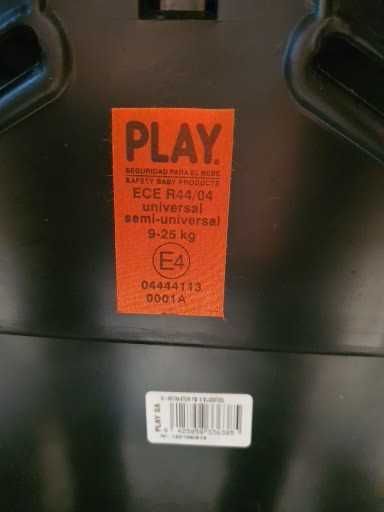 PLAY.
SEGURIDAD PARA EL BEBE
SAFETY BABY PRODUCTS
ECE R44/04
universal
semi-universal
9-25 kg
E4
04444113
0001A
PLAY SA